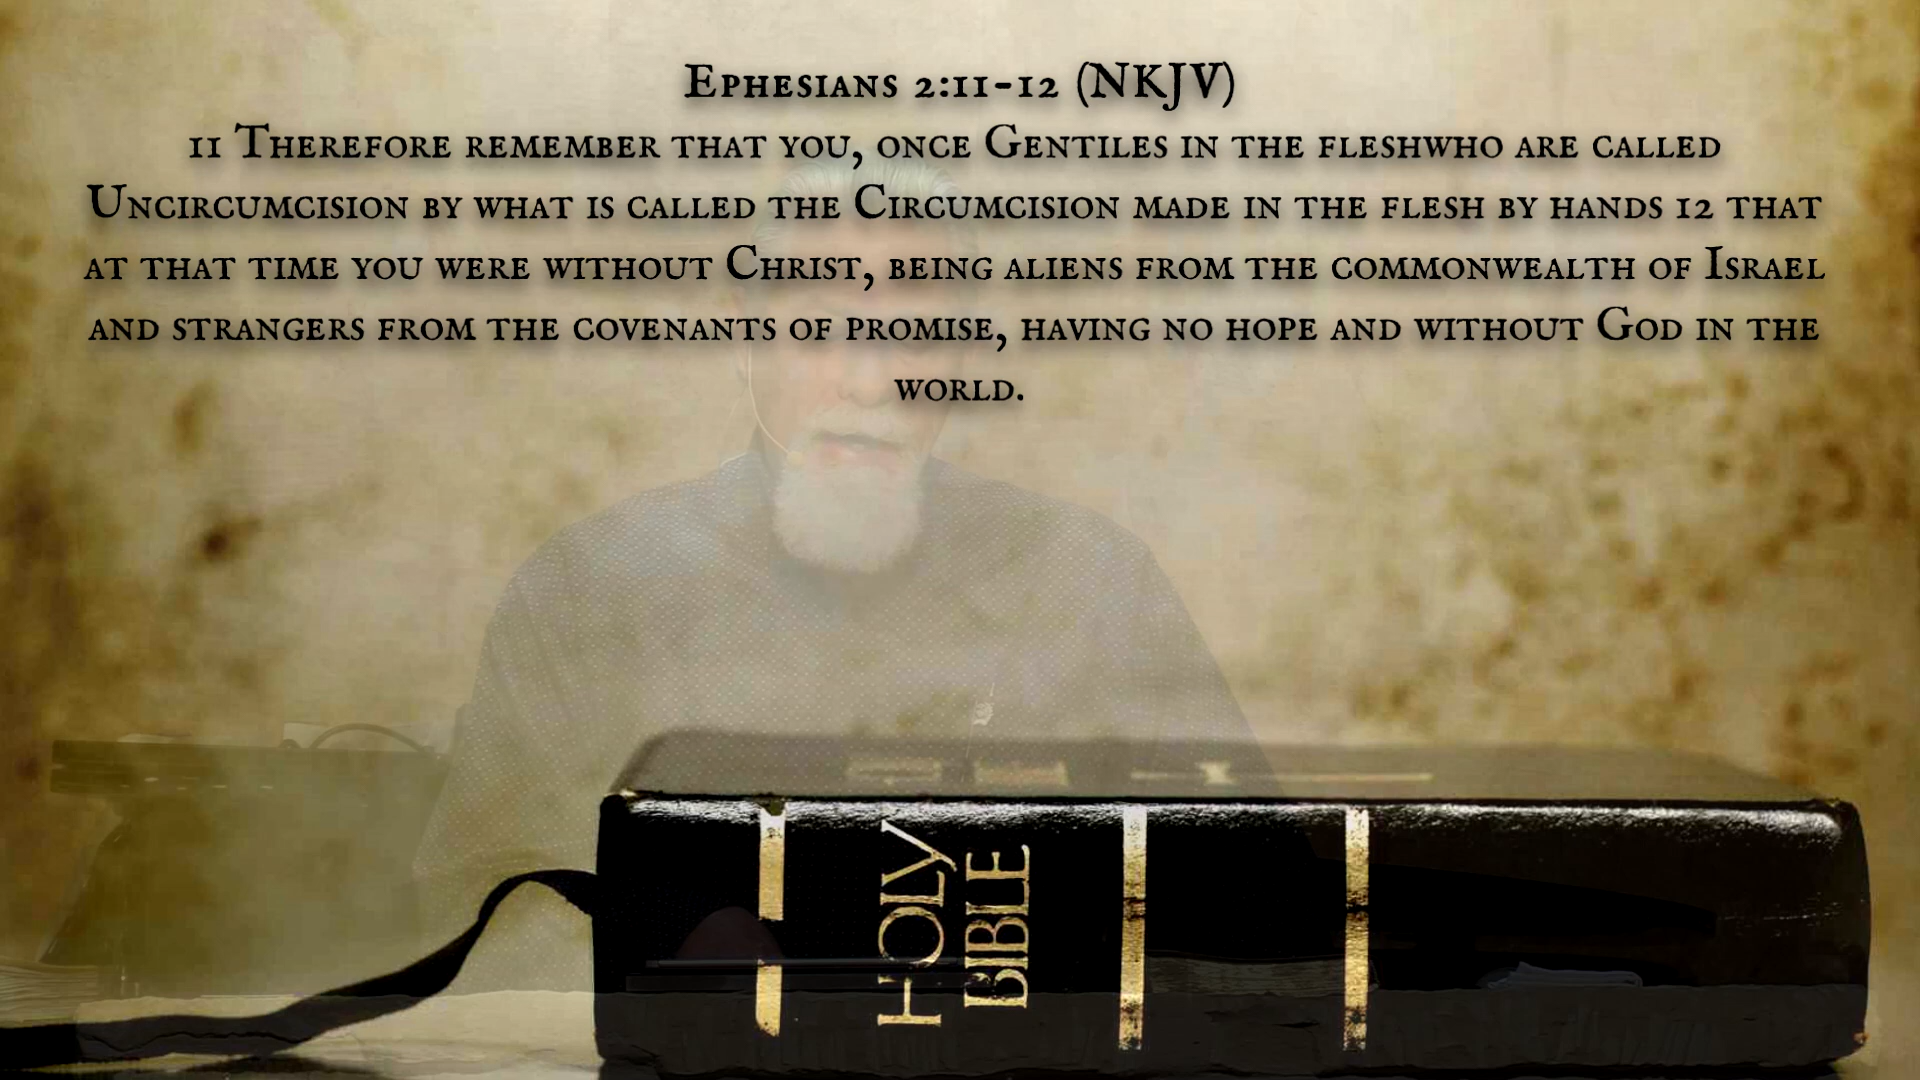 Ephesians 2:11-12 (NKJV)
11 Therefore remember that you, once Gentiles in the fleshwho are called
Uncircumcision by what is called the Circumcision made in the flesh by hands 12 that
at that time you were without Christ, being aliens from the commonwealth of Israel
and strangers from the covenants of promise, having no hope and without God in the
world.
HOLY
BIBLE